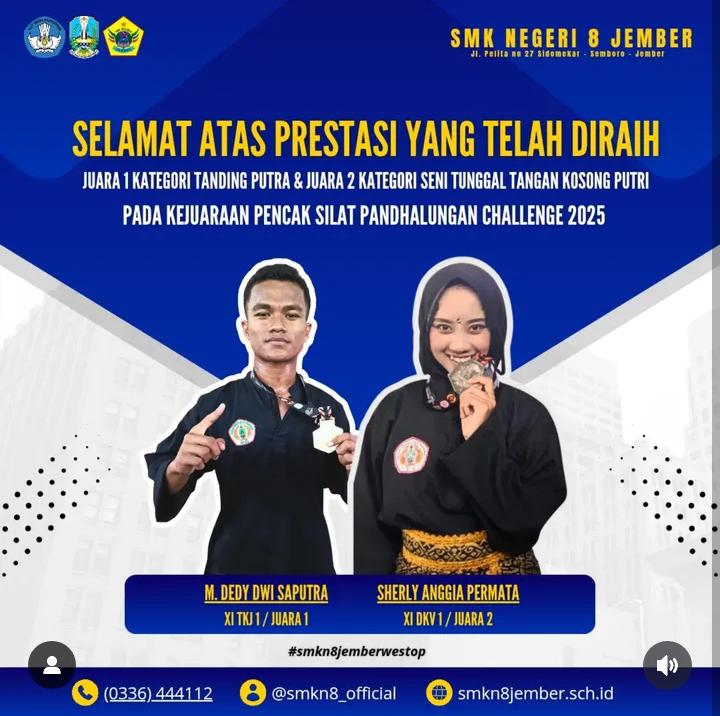 SMK NEGERI 8 JEMBER
Jl. Pelita no 27 Sidomekar - Semboro - Jember
SELAMAT ATAS PRESTASI YANG TELAH DIRAIH
JUARA 1 KATEGORI TANDING PUTRA & JUARA 2 KATEGORI SENI TUNGGAL TANGAN KOSONG PUTRI
PADA KEJUARAAN PENCAK SILAT PANDHALUNGAN CHALLENGE 2025
M. DEDY DWI SAPUTRA
XI TKJ 1 / JUARA 1
SHERLY ANGGIA PERMATA
XI DKV 1 / JUARA 2
#smkn8jemberwestop
(0336) 444112
@smkn8_official
smkn8jember.sch.id